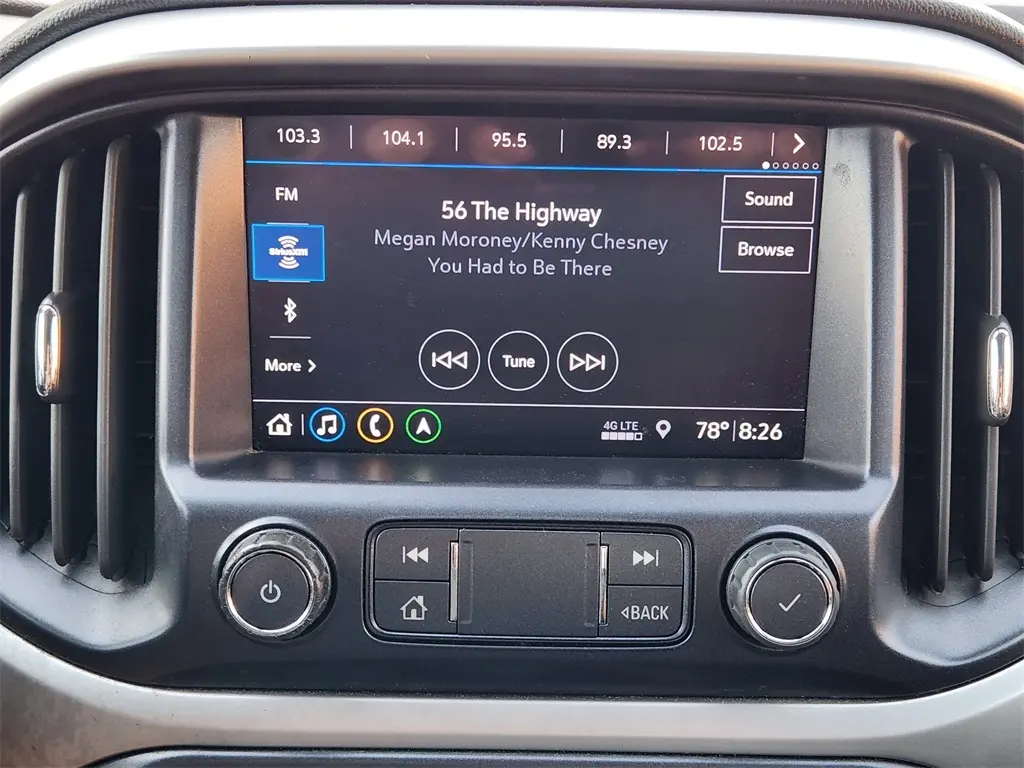 103.3 104.1 95.5 89.3 102.5
FM
56 The Highway
Sound
Megan Moroney/Kenny Chesney
SiriusXM
Browse
You Had to Be There
More
Tune
4G LTE
78° 8:26
BACK